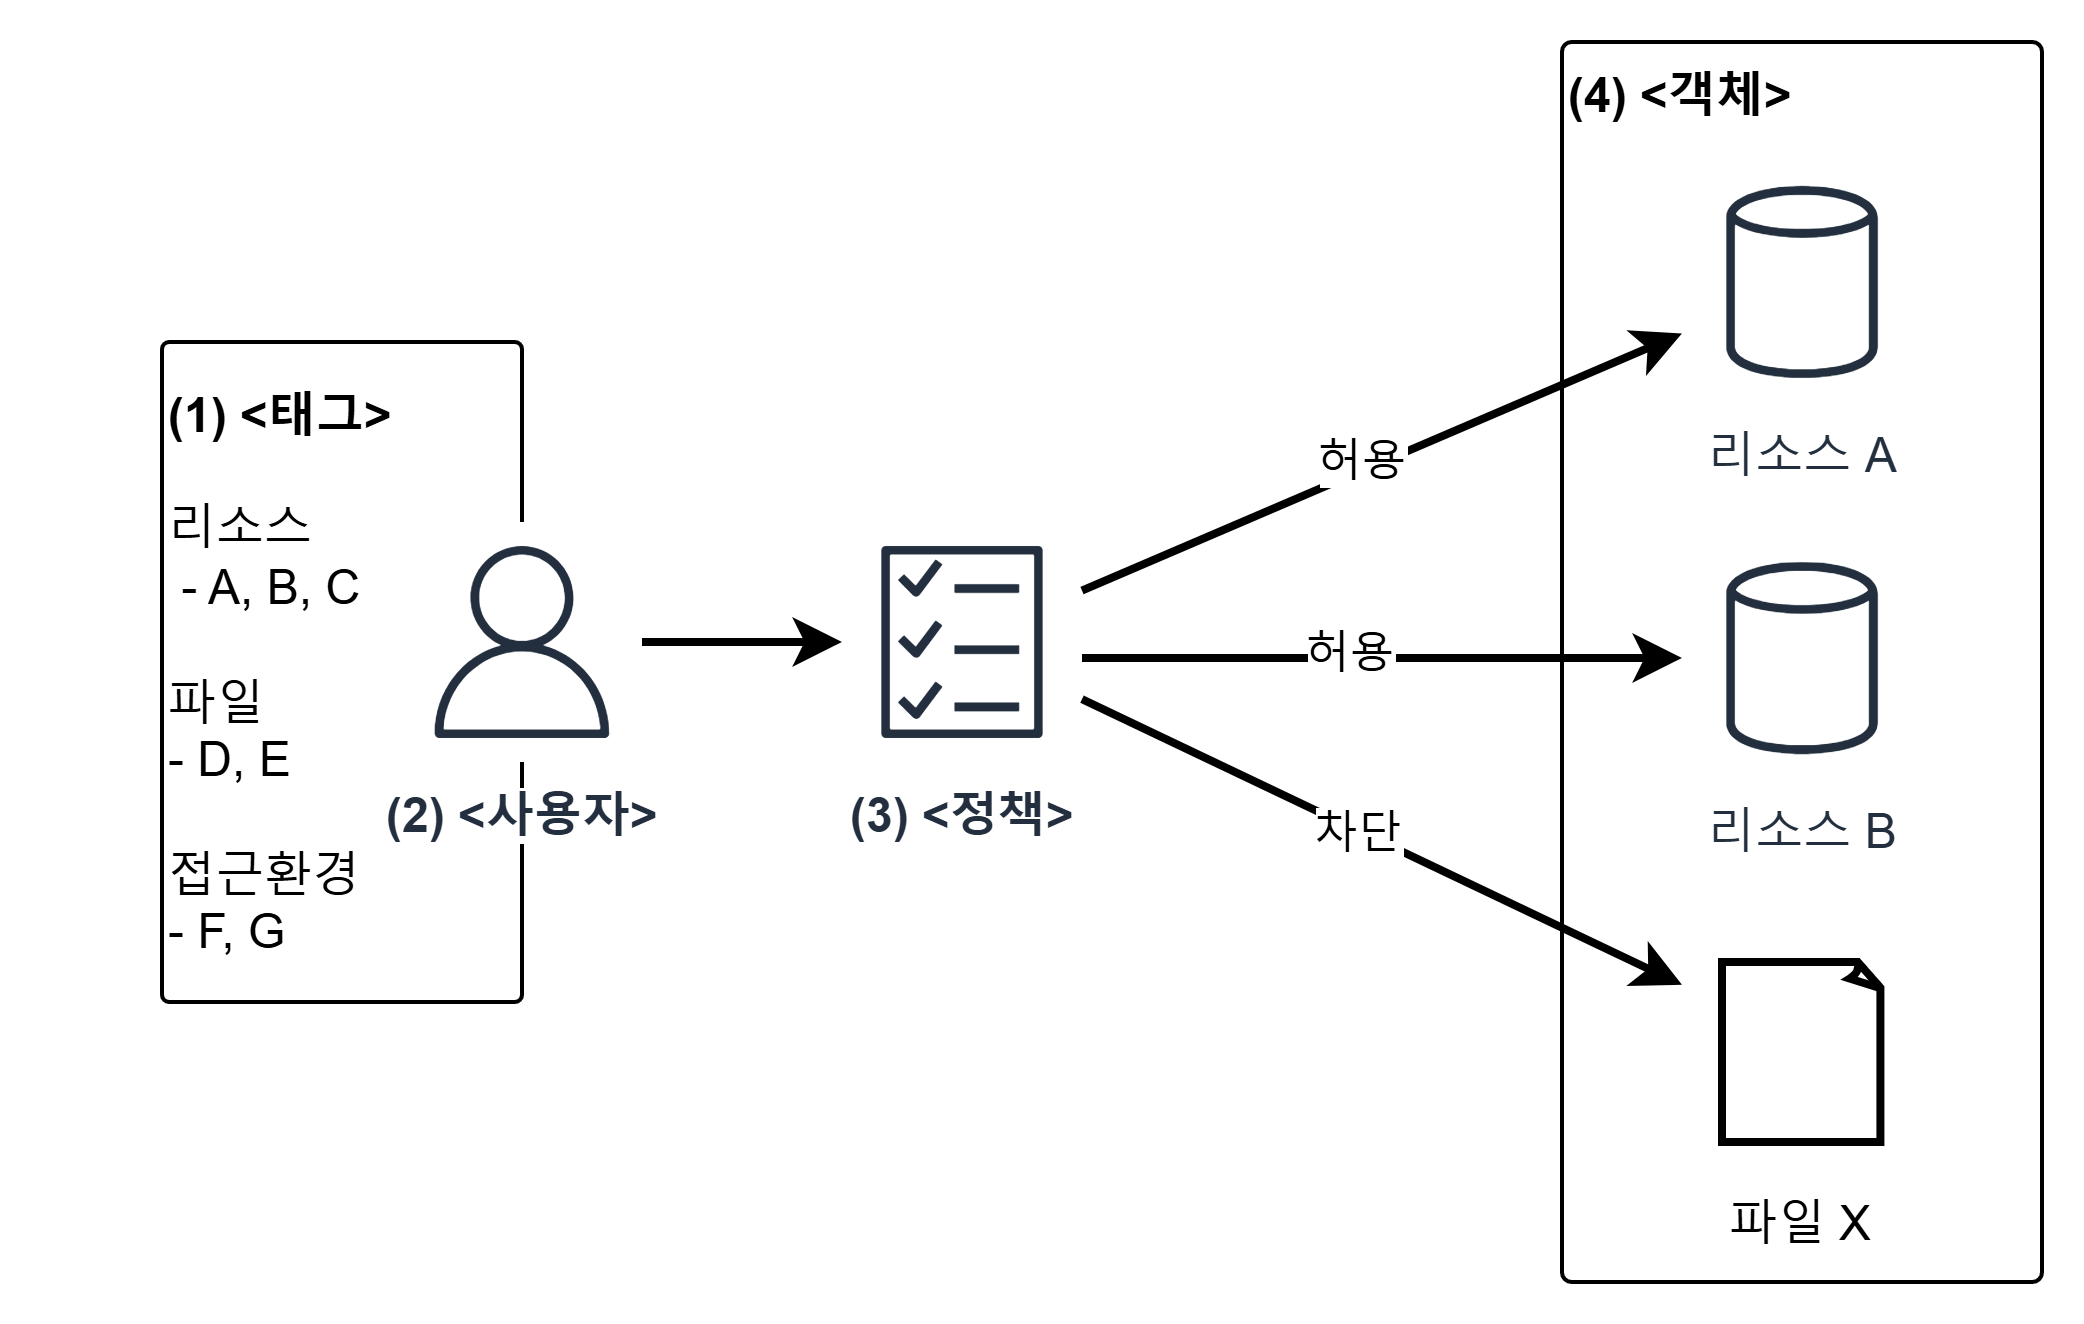 (1) <태그>
리소스
- A, B, C
파일
- D, E
접근환경
- F, G
(2) <사용자>
(3) <정책>
허용
허용
차단
(4) <객체>
리소스 A
리소스 B
파일 X